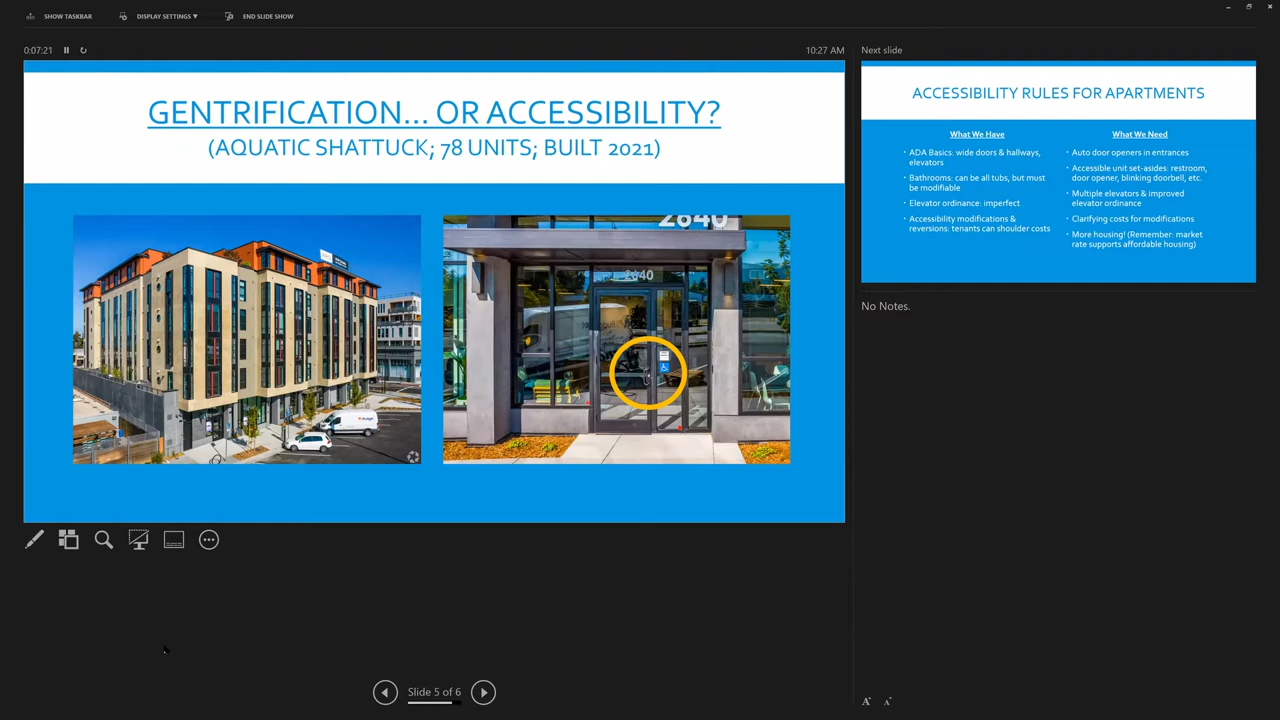 SHOW TASKBAR
DISPLAY SETTINGS ▼
END SLIDE SHOW
0:07:21
10:27 AM
GENTRIFICATION... OR ACCESSIBILITY?
(AQUATIC SHATTUCK; 78 UNITS; BUILT 2021)
2640
2640
Slide 5 of 6
Next slide
ACCESSIBILITY RULES FOR APARTMENTS
What We Have
• ADA Basics: wide doors & hallways,
elevators
• Bathrooms: can be all tubs, but must
be modifiable
• Elevator ordinance: imperfect
• Accessibility modifications &
reversions: tenants can shoulder costs
What We Need
• Auto door openers in entrances
• Accessible unit set-asides: restroom,
door opener, blinking doorbell, etc.
• Multiple elevators & improved
elevator ordinance
• Clarifying costs for modifications
• More housing! (Remember: market
rate supports affordable housing)
No Notes.
A
A